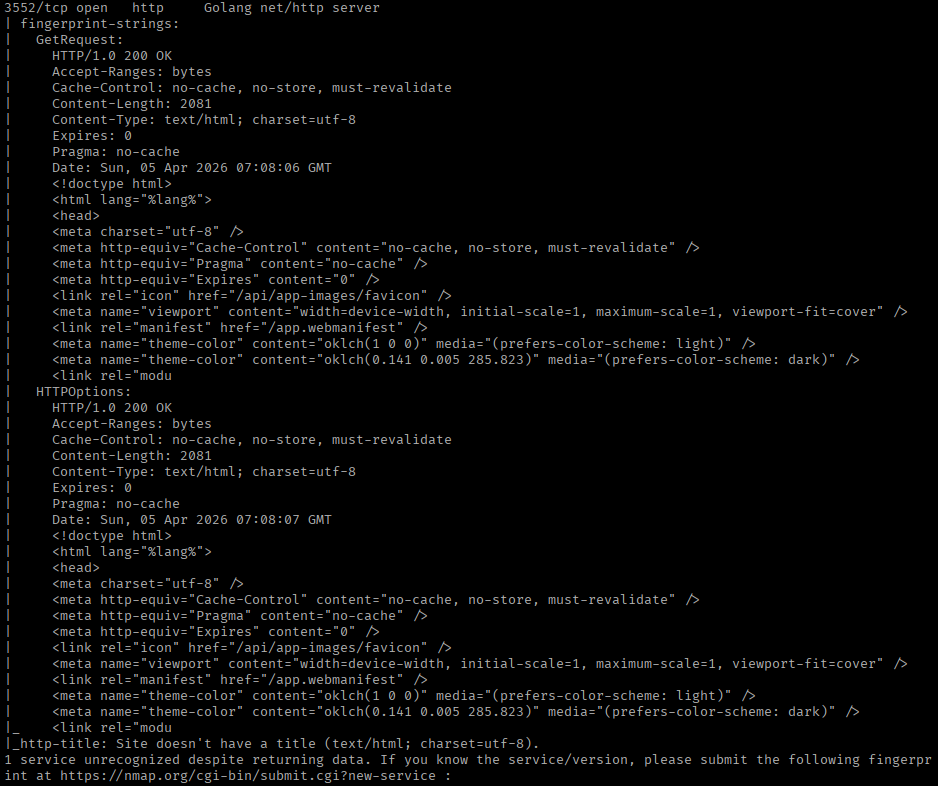 3552/tcp open   http     Golang net/http server
| fingerprint-strings:
|   GetRequest:
|     HTTP/1.0 200 OK
|     Accept-Ranges: bytes
|     Cache-Control: no-cache, no-store, must-revalidate
|     Content-Length: 2081
|     Content-Type: text/html; charset=utf-8
|     Expires: 0
|     Pragma: no-cache
|     Date: Sun, 05 Apr 2026 07:08:06 GMT
|     <!doctype html>
|     <html lang="%lang%">
|     <head>
|     <meta charset="utf-8" />
|     <meta http-equiv="Cache-Control" content="no-cache, no-store, must-revalidate" />
|     <meta http-equiv="Pragma" content="no-cache" />
|     <meta http-equiv="Expires" content="0" />
|     <link rel="icon" href="/api/app-images/favicon" />
|     <meta name="viewport" content="width=device-width, initial-scale=1, maximum-scale=1, viewport-fit=cover" />
|     <link rel="manifest" href="/app.webmanifest" />
|     <meta name="theme-color" content="oklch(1 0 0)" media="(prefers-color-scheme: light)" />
|     <meta name="theme-color" content="oklch(0.141 0.005 285.823)" media="(prefers-color-scheme: dark)" />
|     <link rel="modu
|   HTTPOptions:
|     HTTP/1.0 200 OK
|     Accept-Ranges: bytes
|     Cache-Control: no-cache, no-store, must-revalidate
|     Content-Length: 2081
|     Content-Type: text/html; charset=utf-8
|     Expires: 0
|     Pragma: no-cache
|     Date: Sun, 05 Apr 2026 07:08:07 GMT
|     <!doctype html>
|     <html lang="%lang%">
|     <head>
|     <meta charset="utf-8" />
|     <meta http-equiv="Cache-Control" content="no-cache, no-store, must-revalidate" />
|     <meta http-equiv="Pragma" content="no-cache" />
|     <meta http-equiv="Expires" content="0" />
|     <link rel="icon" href="/api/app-images/favicon" />
|     <meta name="viewport" content="width=device-width, initial-scale=1, maximum-scale=1, viewport-fit=cover" />
|     <link rel="manifest" href="/app.webmanifest" />
|     <meta name="theme-color" content="oklch(1 0 0)" media="(prefers-color-scheme: light)" />
|     <meta name="theme-color" content="oklch(0.141 0.005 285.823)" media="(prefers-color-scheme: dark)" />
|_    <link rel="modu
|_http-title: Site doesn't have a title (text/html; charset=utf-8).
1 service unrecognized despite returning data. If you know the service/version, please submit the following fingerpr
int at https://nmap.org/cgi-bin/submit.cgi?new-service :